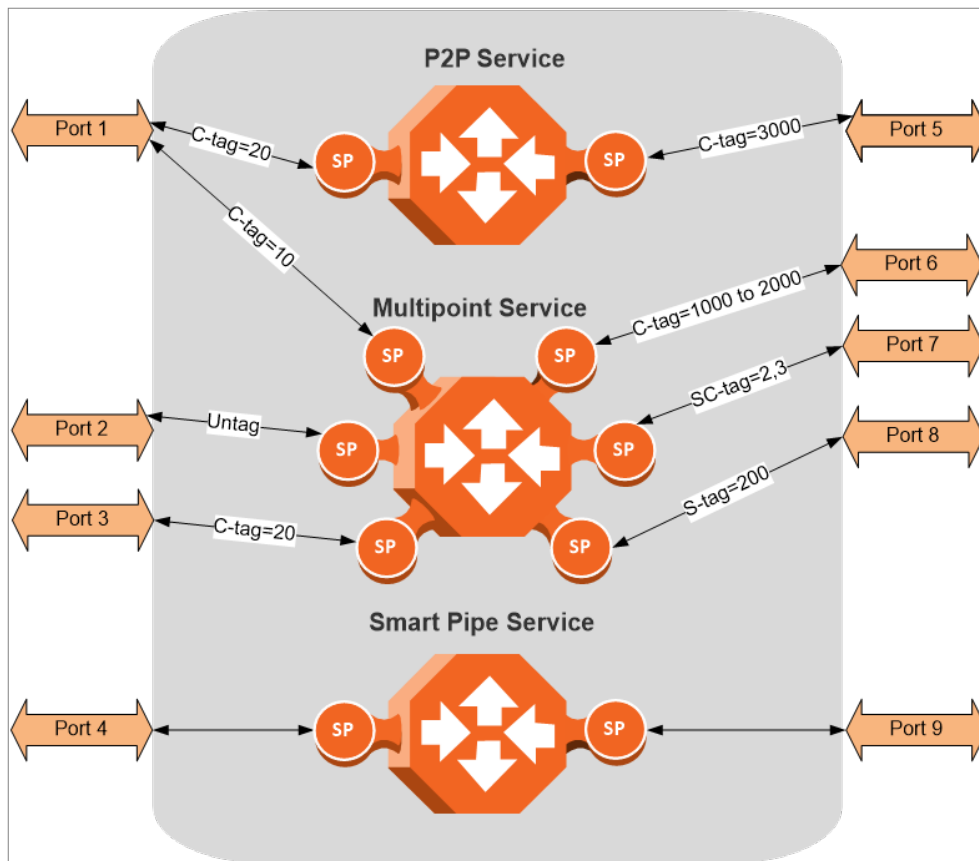 P2P Service
Port 1
C-tag=20
SP
SP
C-tag=3000
Port 5
C-tag=10
Multipoint Service
C-tag=1000 to 2000
Port 6
SP
SP
SC-tag=2,3
Port 7
Port 2
Untag
SP
SP
S-tag=200
Port 8
Port 3
C-tag=20
SP
SP
Smart Pipe Service
Port 4
SP
SP
Port 9